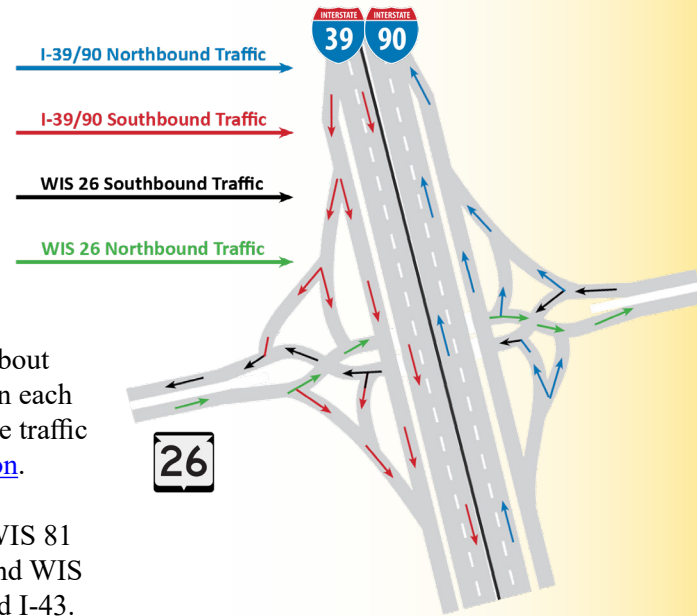 INTERSTATE INTERSTATE
39 90
I-39/90 Northbound Traffic
I-39/90 Southbound Traffic
WIS 26 Southbound Traffic
WIS 26 Northbound Traffic
bout
n each
e traffic
on.
26
WIS 81
nd WIS
d I-43.